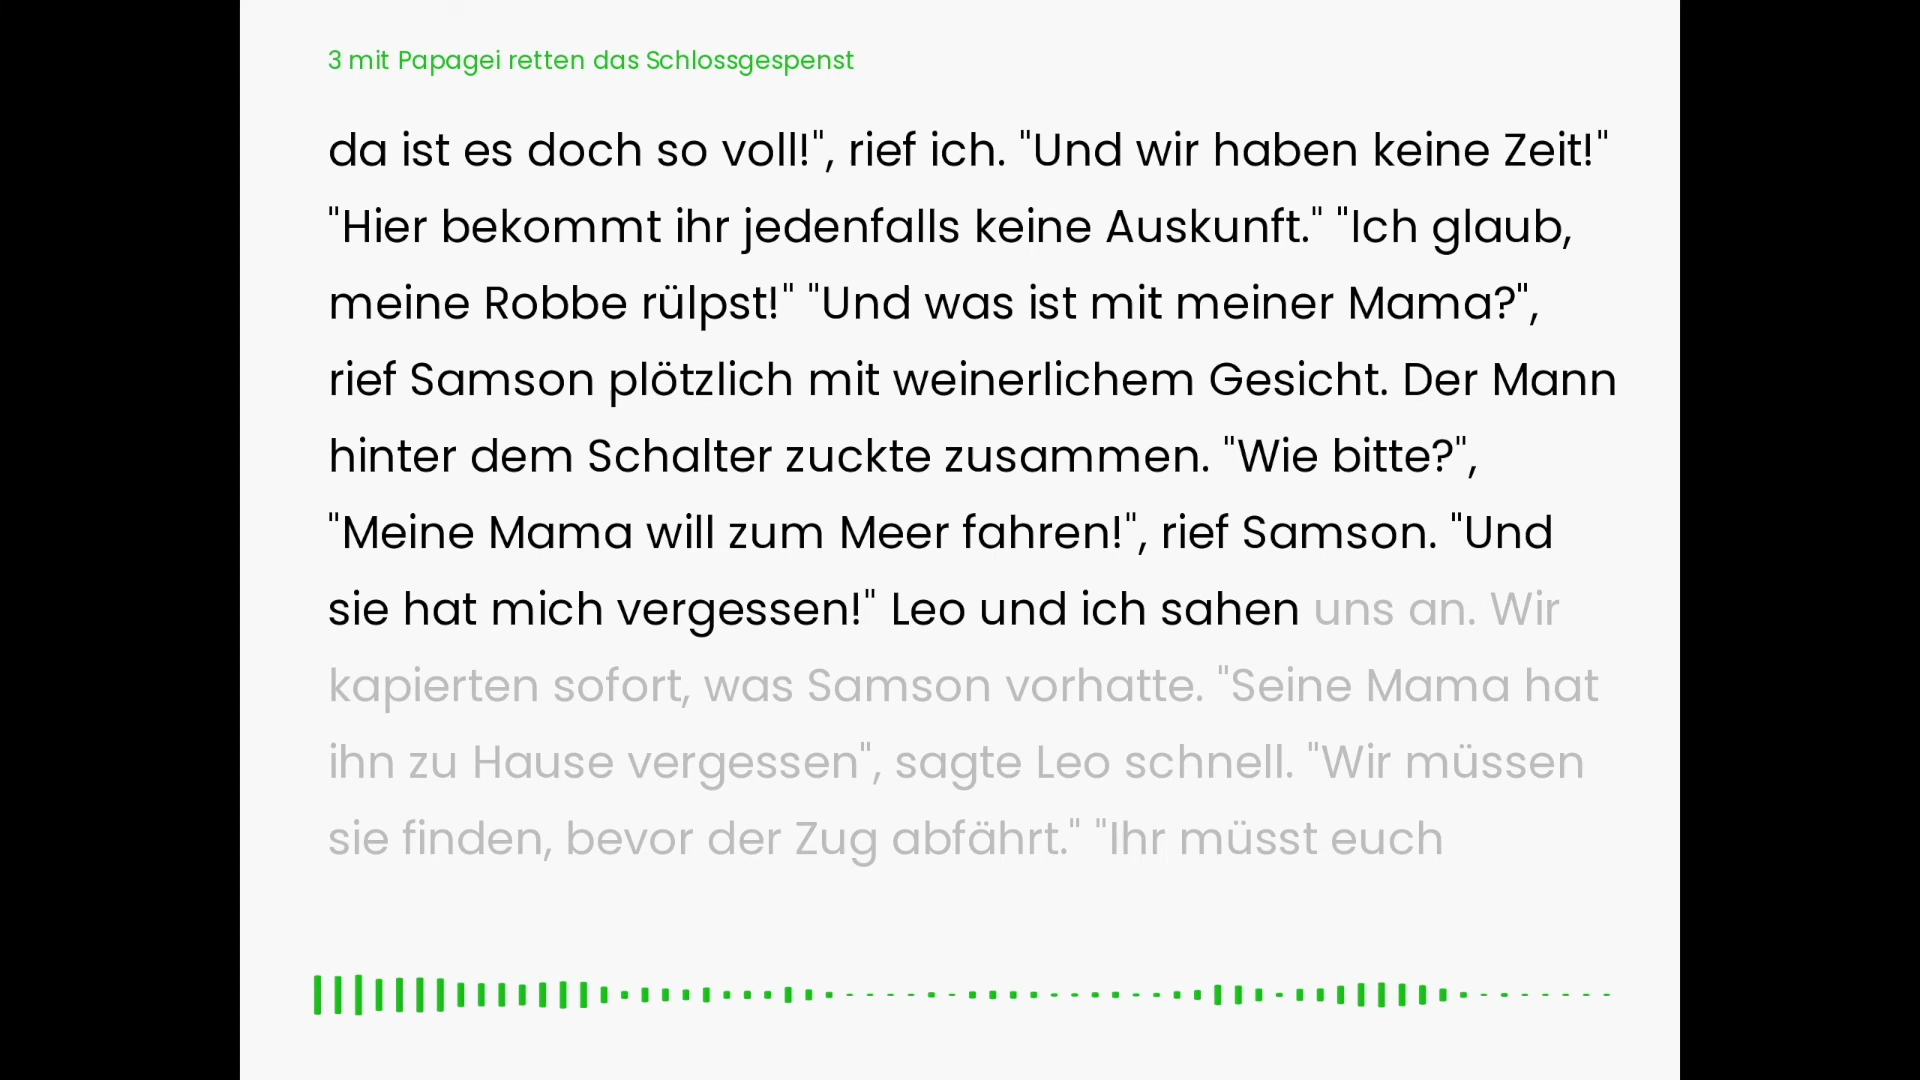 3 mit Papagei retten das Schlossgespenst
da ist es doch so voll!", rief ich. "Und wir haben keine Zeit!"
"Hier bekommt ihr jedenfalls keine Auskunft." "Ich glaub,
meine Robbe rülpst!" "Und was ist mit meiner Mama?",
rief Samson plötzlich mit weinerlichem Gesicht. Der Mann
hinter dem Schalter zuckte zusammen. "Wie bitte?",
"Meine Mama will zum Meer fahren!", rief Samson. "Und
sie hat mich vergessen!" Leo und ich sahen uns an. Wir
kapierten sofort, was Samson vorhatte. "Seine Mama hat
ihn zu Hause vergessen", sagte Leo schnell. "Wir müssen
sie finden, bevor der Zug abfährt." "Ihr müsst euch